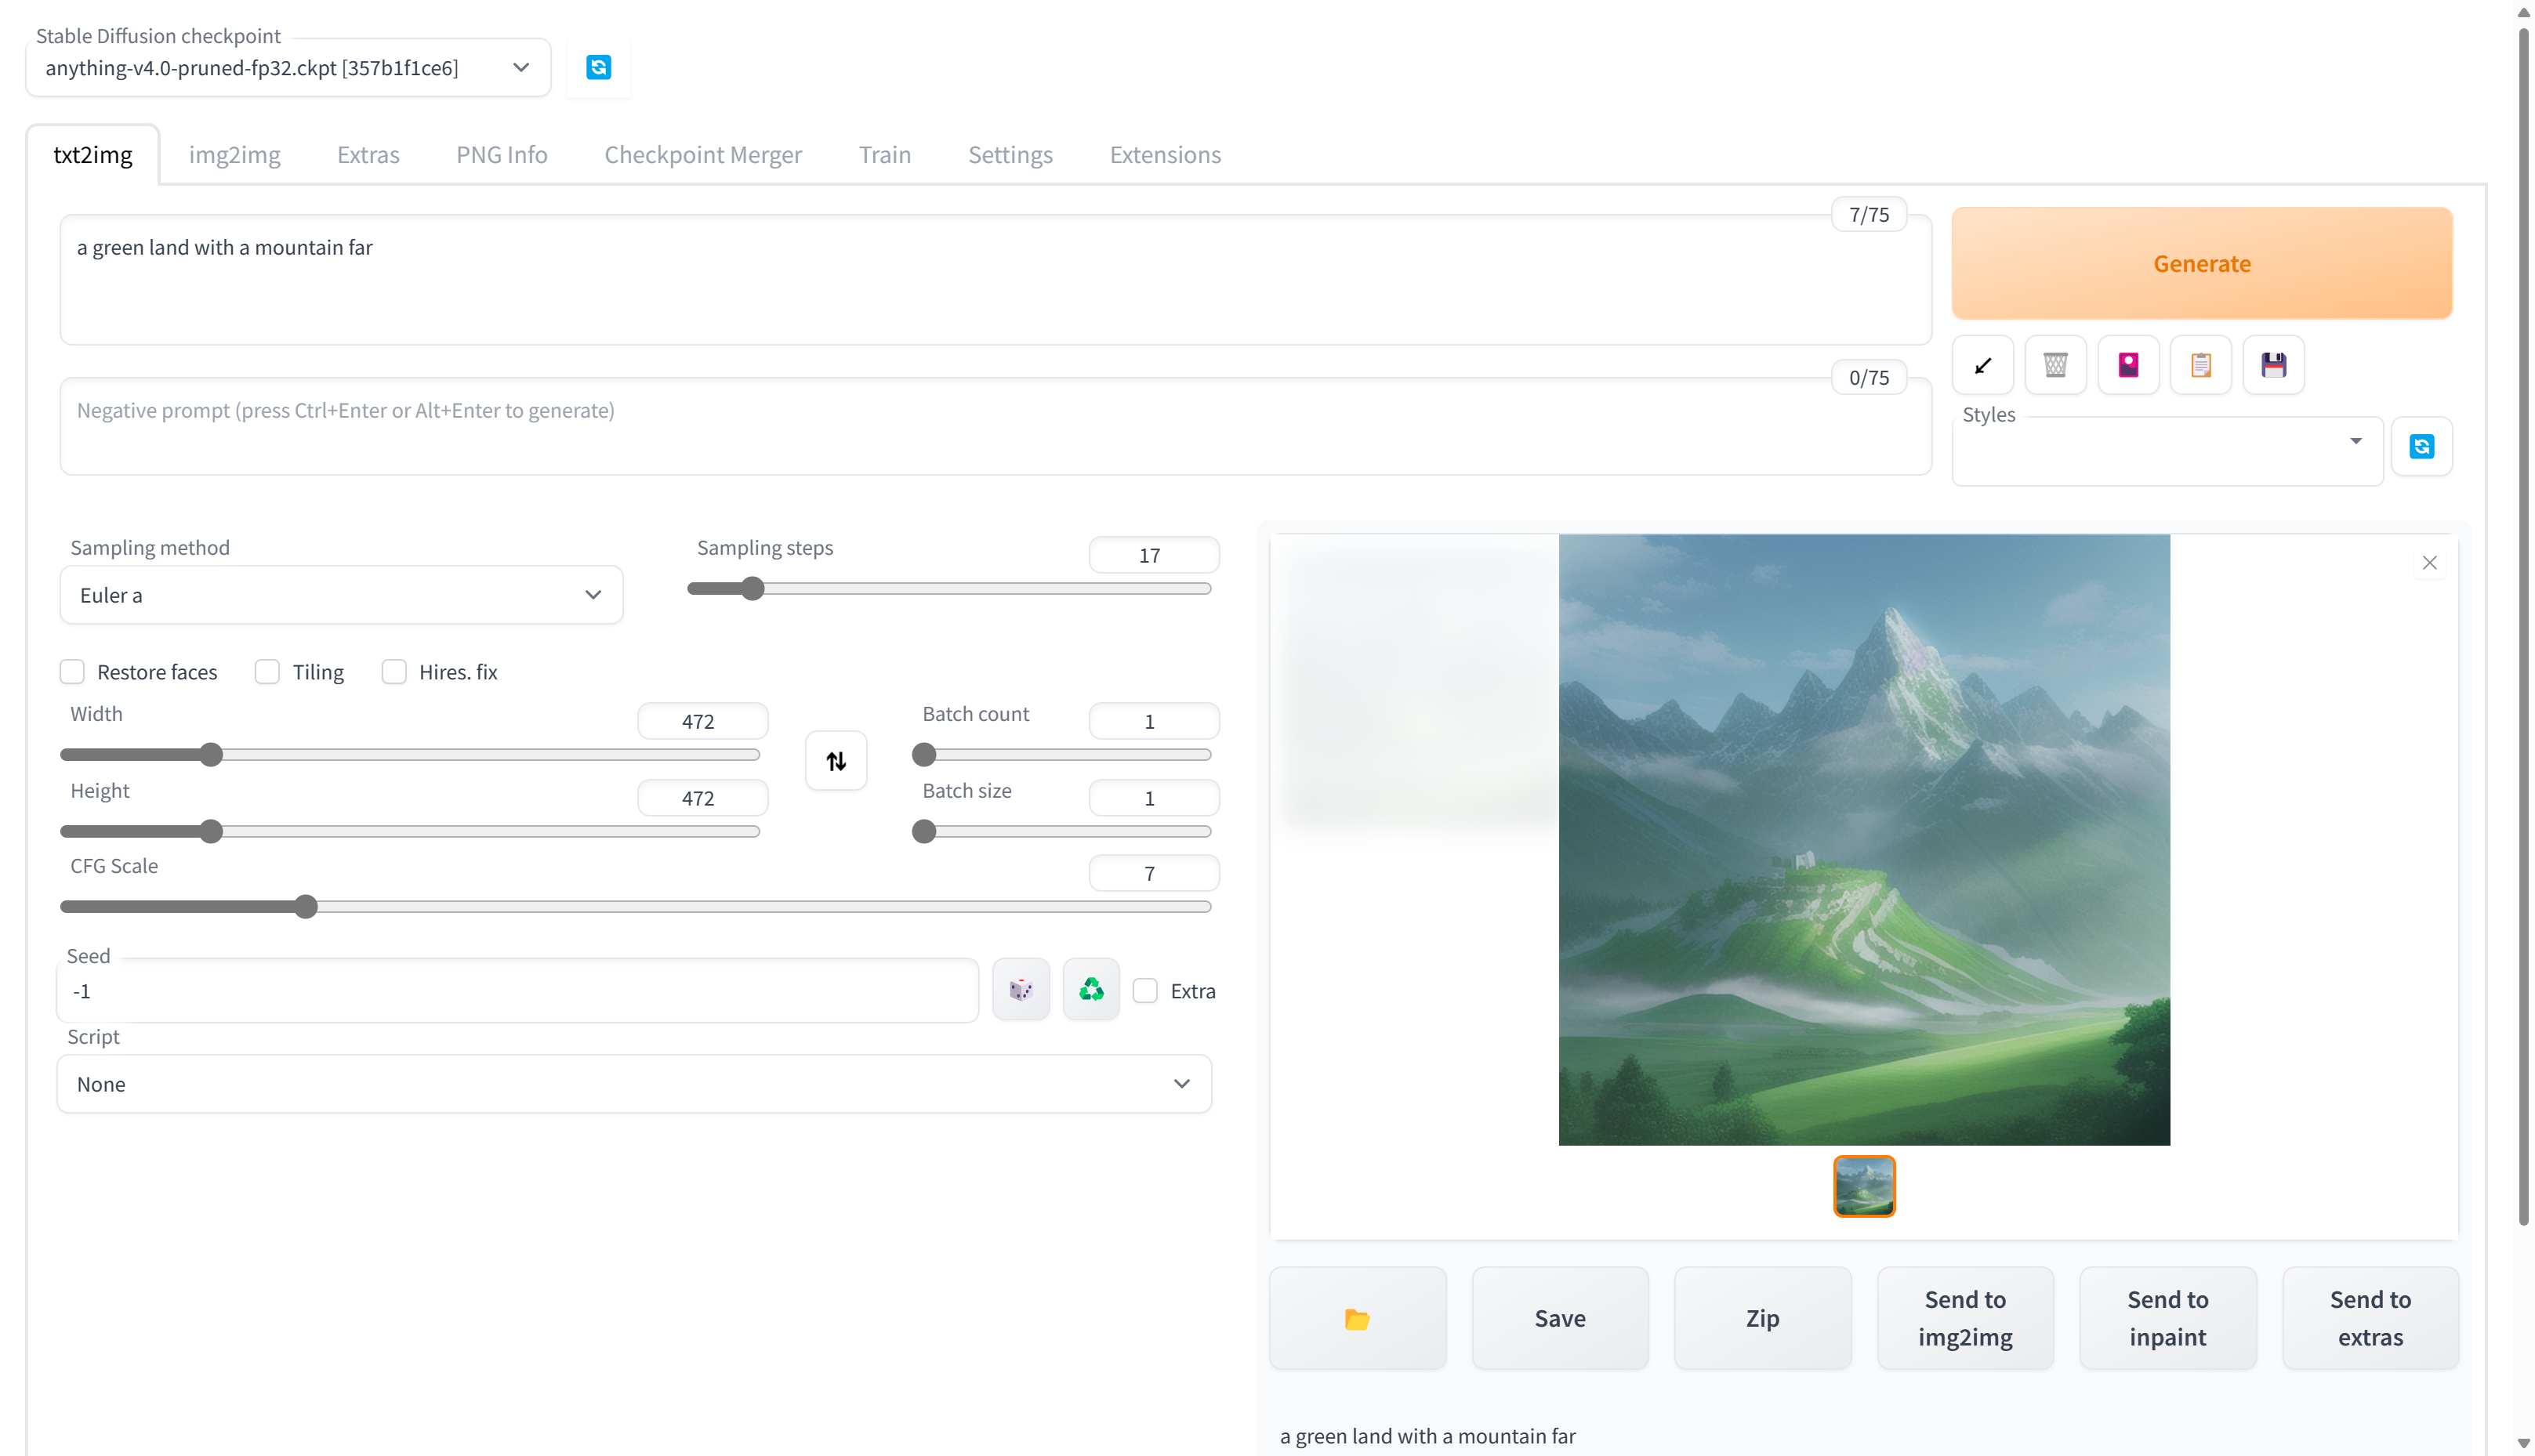 Stable Diffusion checkpoint
anything-v4.0-pruned-fp32.ckpt [357b1f1ce6]
txt2img
img2img
Extras
PNG Info
Checkpoint Merger
Train
Settings
Extensions
7/75
a green land with a mountain far
Generate
0/75
Negative prompt (press Ctrl+Enter or Alt+Enter to generate)
Styles
Sampling method
Euler a
Sampling steps
17
Restore faces
Tiling
Hires. fix
Width
472
Batch count
1
Height
472
Batch size
1
CFG Scale
7
Seed
-1
Extra
Script
None
Save
Zip
Send to
img2img
Send to
inpaint
Send to
extras
a green land with a mountain far